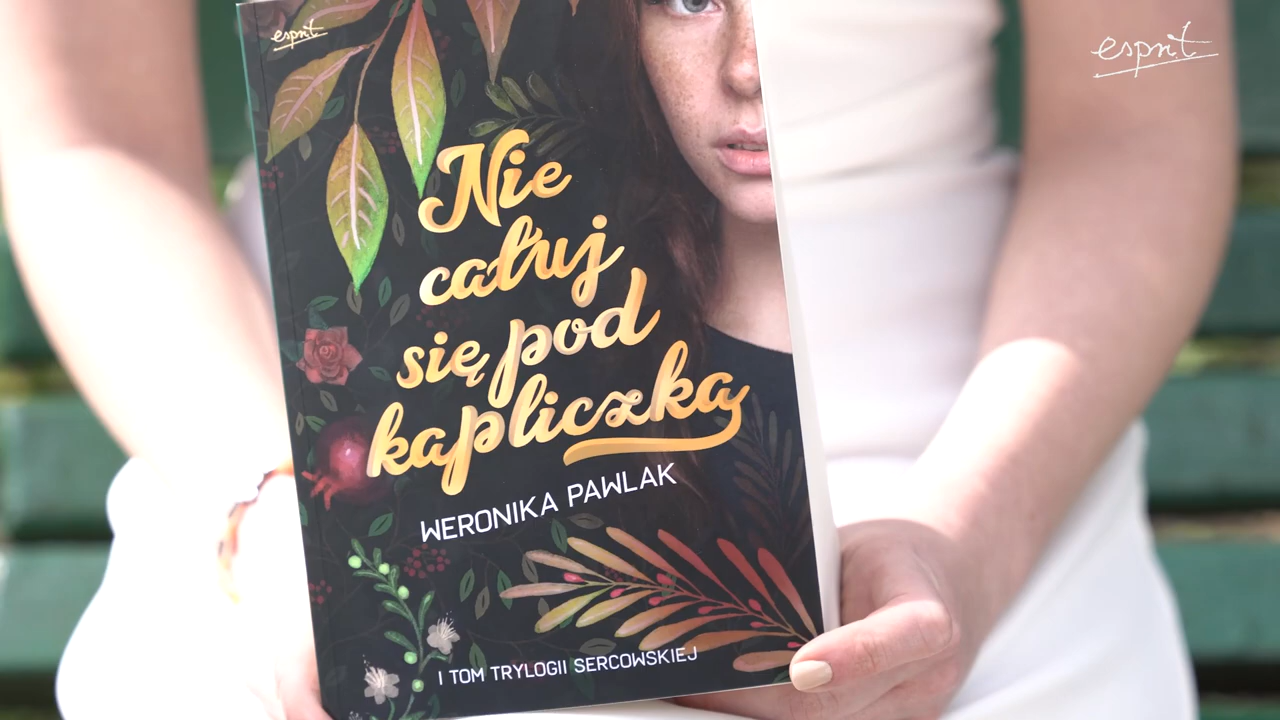 esprit
esprit
Nie
całuj
się pod
kapliczką
WERONIKA PAWLAK
I TOM TRYLOGII SERCOWSKIEJ